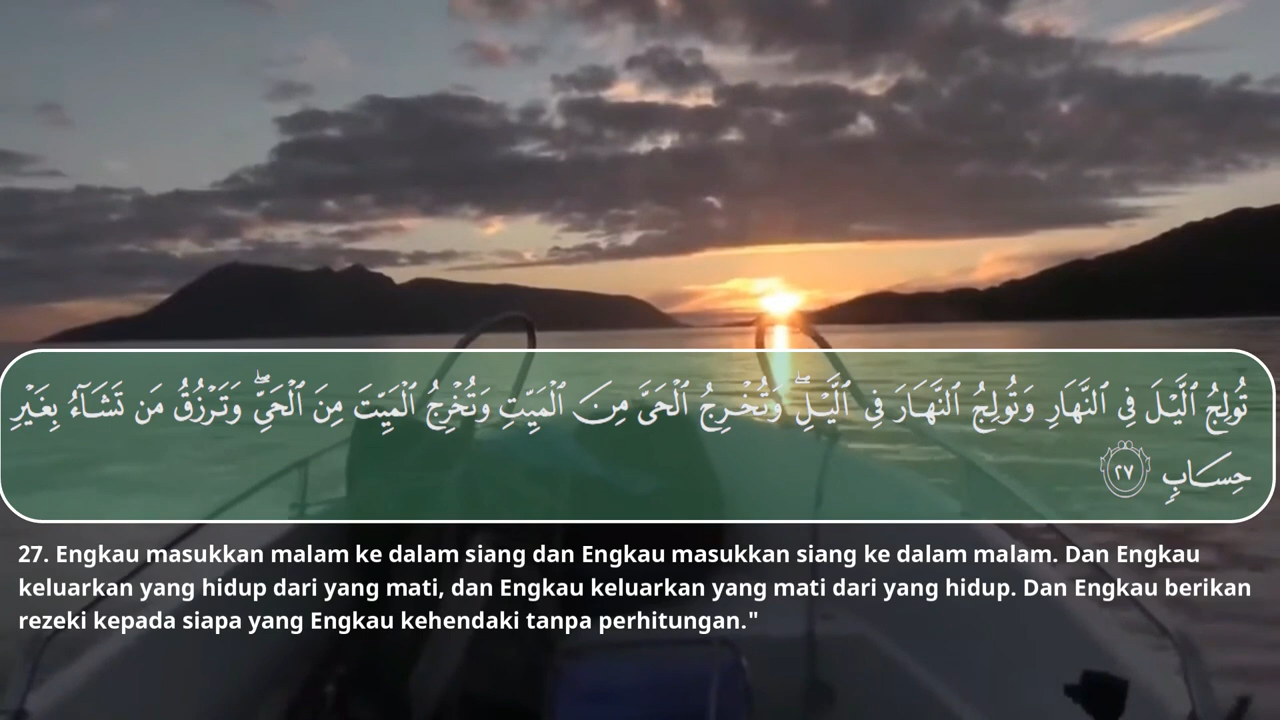 تُولِجُ ٱلَّيْلَ فِى ٱلنَّهَارِ وَتُولِجُ ٱلنَّهَارَ فِى ٱلَّيْلِ ۖ وَتُخْرِجُ ٱلْحَىَّ مِنَ ٱلْمَيِّتِ وَتُخْرِجُ ٱلْمَيِّتَ مِنَ ٱلْحَىِّ ۖ وَتَرْزُقُ مَن تَشَآءُ بِغَيْرِ
حِسَابٍ ٢٧
27. Engkau masukkan malam ke dalam siang dan Engkau masukkan siang ke dalam malam. Dan Engkau
keluarkan yang hidup dari yang mati, dan Engkau keluarkan yang mati dari yang hidup. Dan Engkau berikan
rezeki kepada siapa yang Engkau kehendaki tanpa perhitungan."